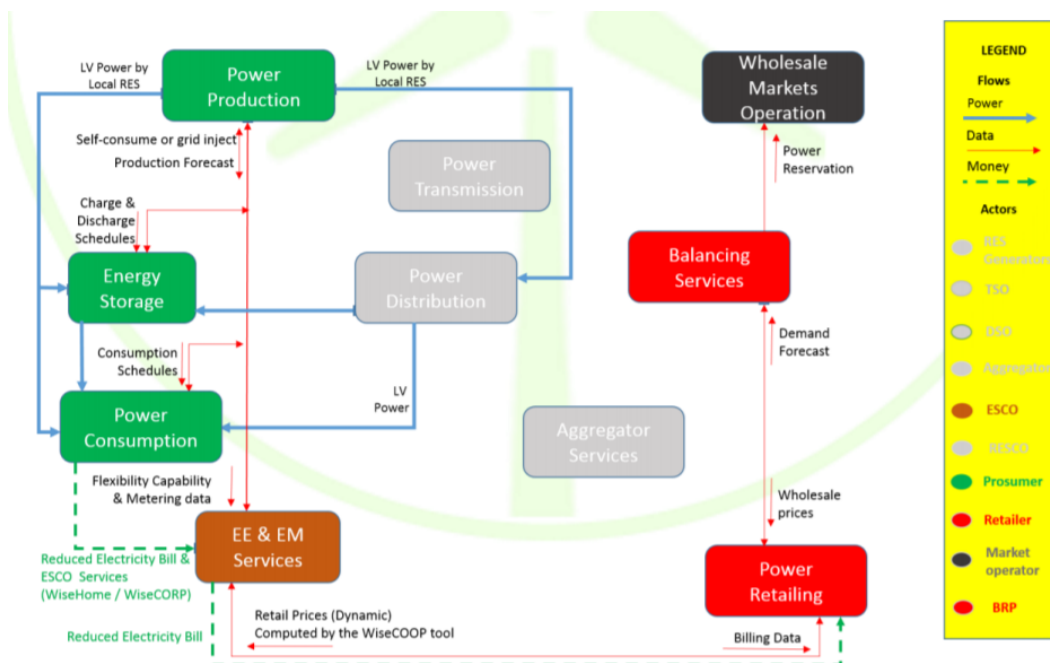 LV Power by
Local RES
Power
Production
LV Power by
Local RES
Wholesale
Markets
Operation
LEGEND
Flows
Power
Data
Money
Actors
RES
Generators
TSO
DSO
Aggregator
ESCO
RESCO
Prosumer
Retailer
Market
operator
BRP
Self-consume or grid inject
Production Forecast
Power
Transmission
Power
Reservation
Charge &
Discharge
Schedules
Energy
Storage
Power
Distribution
Balancing
Services
Consumption
Schedules
Demand
Forecast
LV
Power
Power
Consumption
Aggregator
Services
Flexibility Capability
& Metering data
Wholesale
prices
EE & EM
Services
Reduced Electricity Bill &
ESCO Services
(WiseHome / WiseCORP)
Power
Retailing
Retail Prices (Dynamic)
Computed by the WiseCOOP tool
Reduced Electricity Bill
Billing Data